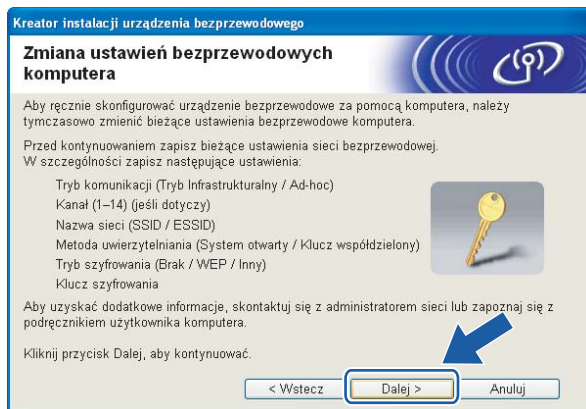 Kreator instalacji urządzenia bezprzewodowego
Zmiana ustawień bezprzewodowych
komputera
Aby ręcznie skonfigurować urządzenie bezprzewodowe za pomocą komputera, należy
tymczasowo zmienić bieżące ustawienia bezprzewodowe komputera.
Przed kontynuowaniem zapisz bieżące ustawienia sieci bezprzewodowej.
W szczególności zapisz następujące ustawienia:
Tryb komunikacji (Tryb Infrastrukturalny / Ad-hoc)
Kanał (1–14) (jeśli dotyczy)
Nazwa sieci (SSID / ESSID)
Metoda uwierzytelniania (System otwarty / Klucz współdzielony)
Tryb szyfrowania (Brak / WEP / Inny)
Klucz szyfrowania
Aby uzyskać dodatkowe informacje, skontaktuj się z administratorem sieci lub zapoznaj się z
podręcznikiem użytkownika komputera.
Kliknij przycisk Dalej, aby kontynuować.
< Wstecz Dalej > Anuluj